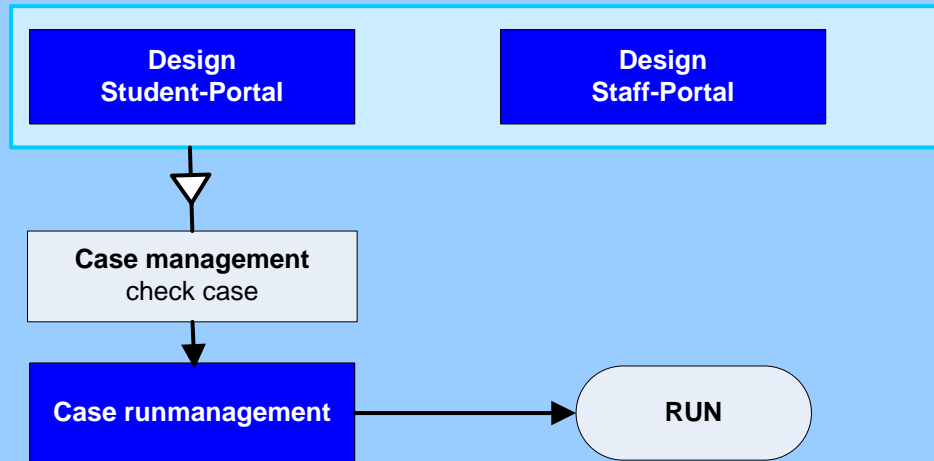 Design
Student-Portal
Design
Staff-Portal
Case management
check case
Case runmanagement
RUN